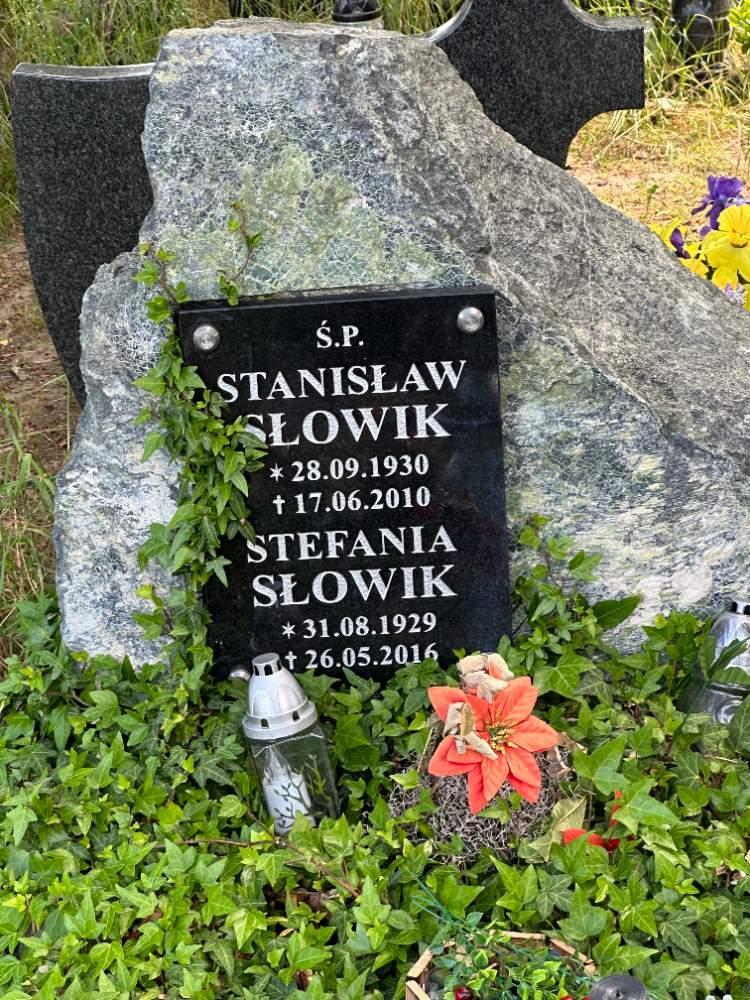 Ś.P.
STANISŁAW
SŁOWIK
* 28.09.1930
† 17.06.2010
STEFANIA
SŁOWIK
* 31.08.1929
† 26.05.2016